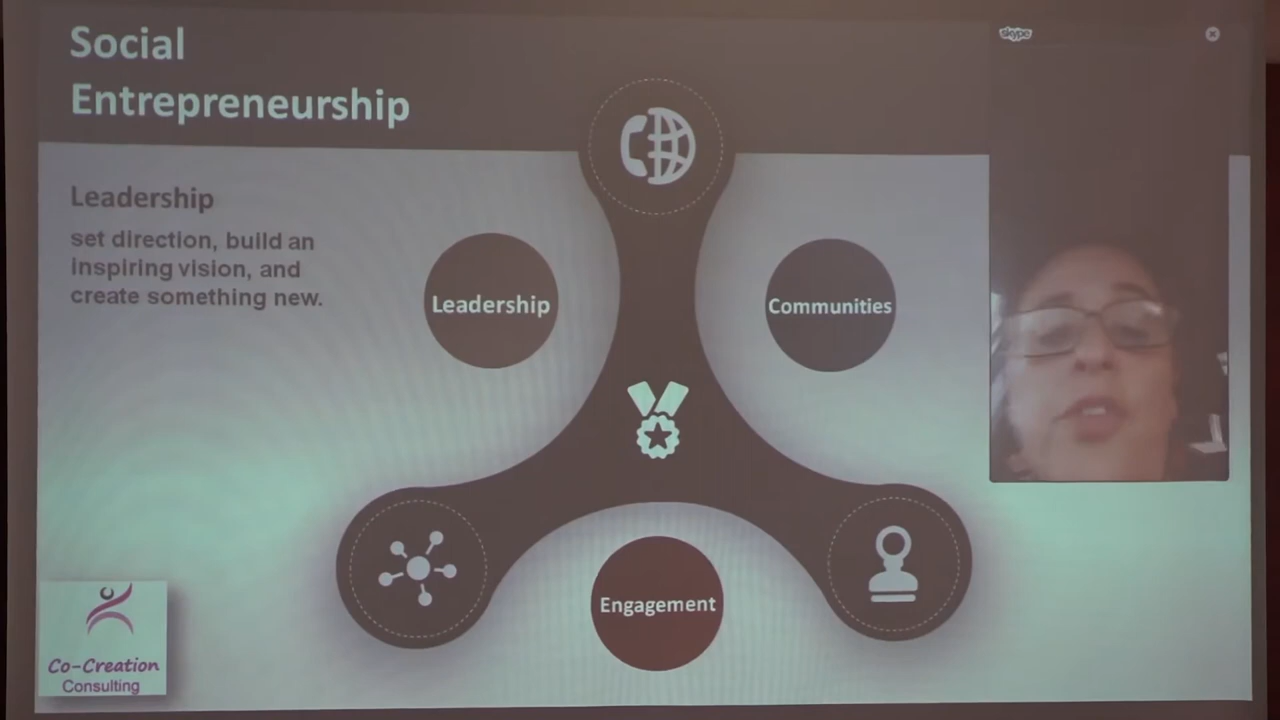 Social
Entrepreneurship
skype
Leadership
set direction, build an
inspiring vision, and
create something new.
Leadership
Communities
Engagement
Co-Creation
Consulting